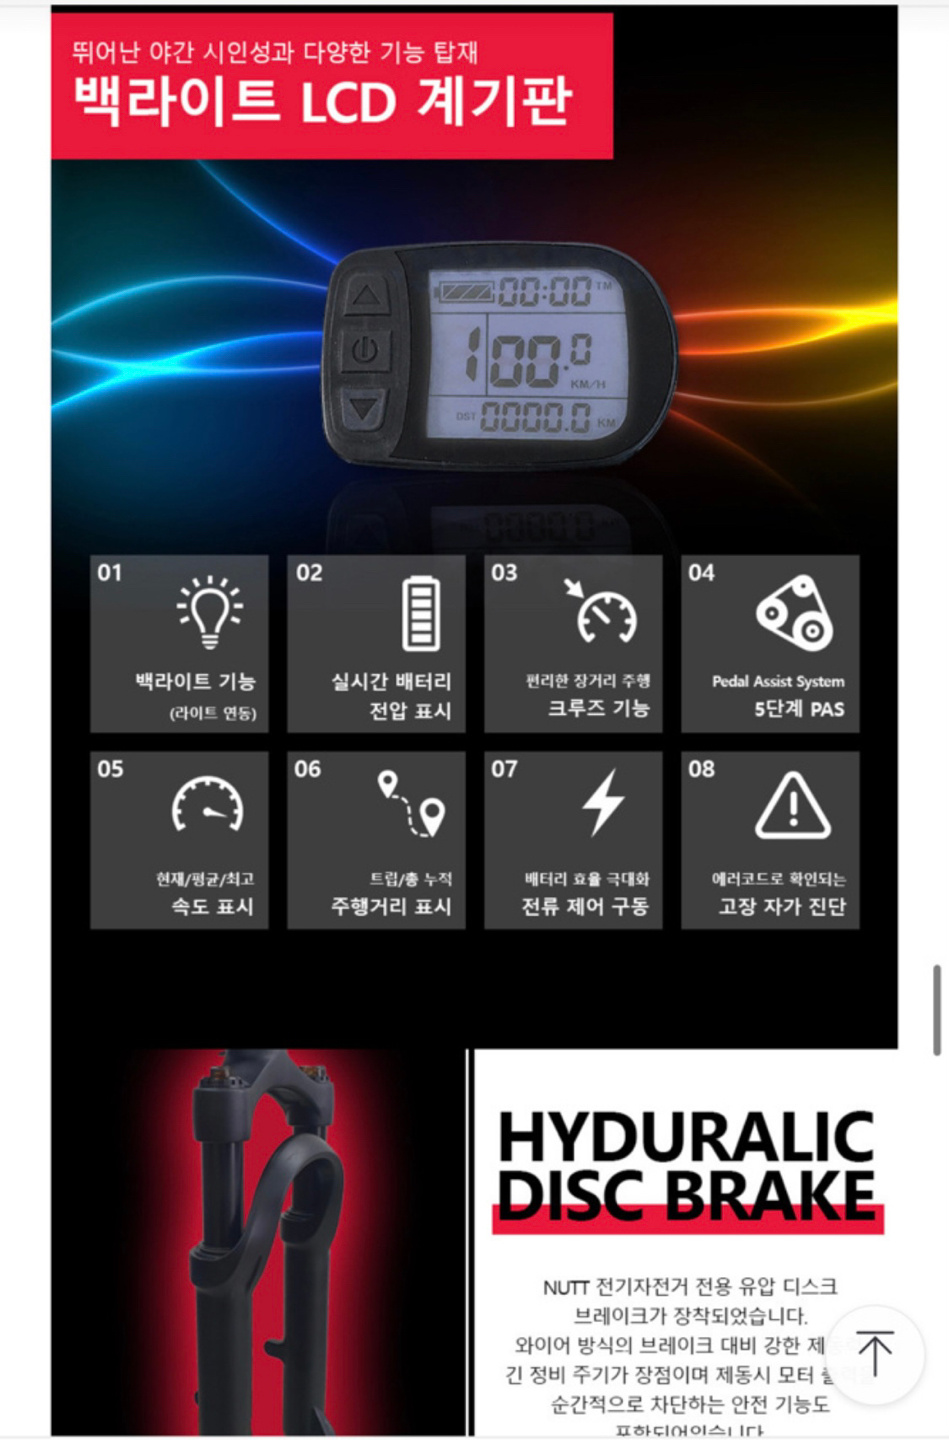 뛰어난 야간 시인성과 다양한 기능 탑재
백라이트 LCD 계기판
00:00 TM
100.0
KM/H
DST 0000.0 KM
01
백라이트 기능
(라이트 연동)
02
실시간 배터리
전압 표시
03
편리한 장거리 주행
크루즈 기능
04
Pedal Assist System
5단계 PAS
05
현재/평균/최고
속도 표시
06
트립/총 누적
주행거리 표시
07
배터리 효율 극대화
전류 제어 구동
08
에러코드로 확인되는
고장 자가 진단
HYDURALIC
DISC BRAKE
NUTT 전기자전거 전용 유압 디스크
브레이크가 장착되었습니다.
와이어 방식의 브레이크 대비 강한
긴 정비 주기가 장점이며 제동시 모터
순간적으로 차단하는 안전 기능도